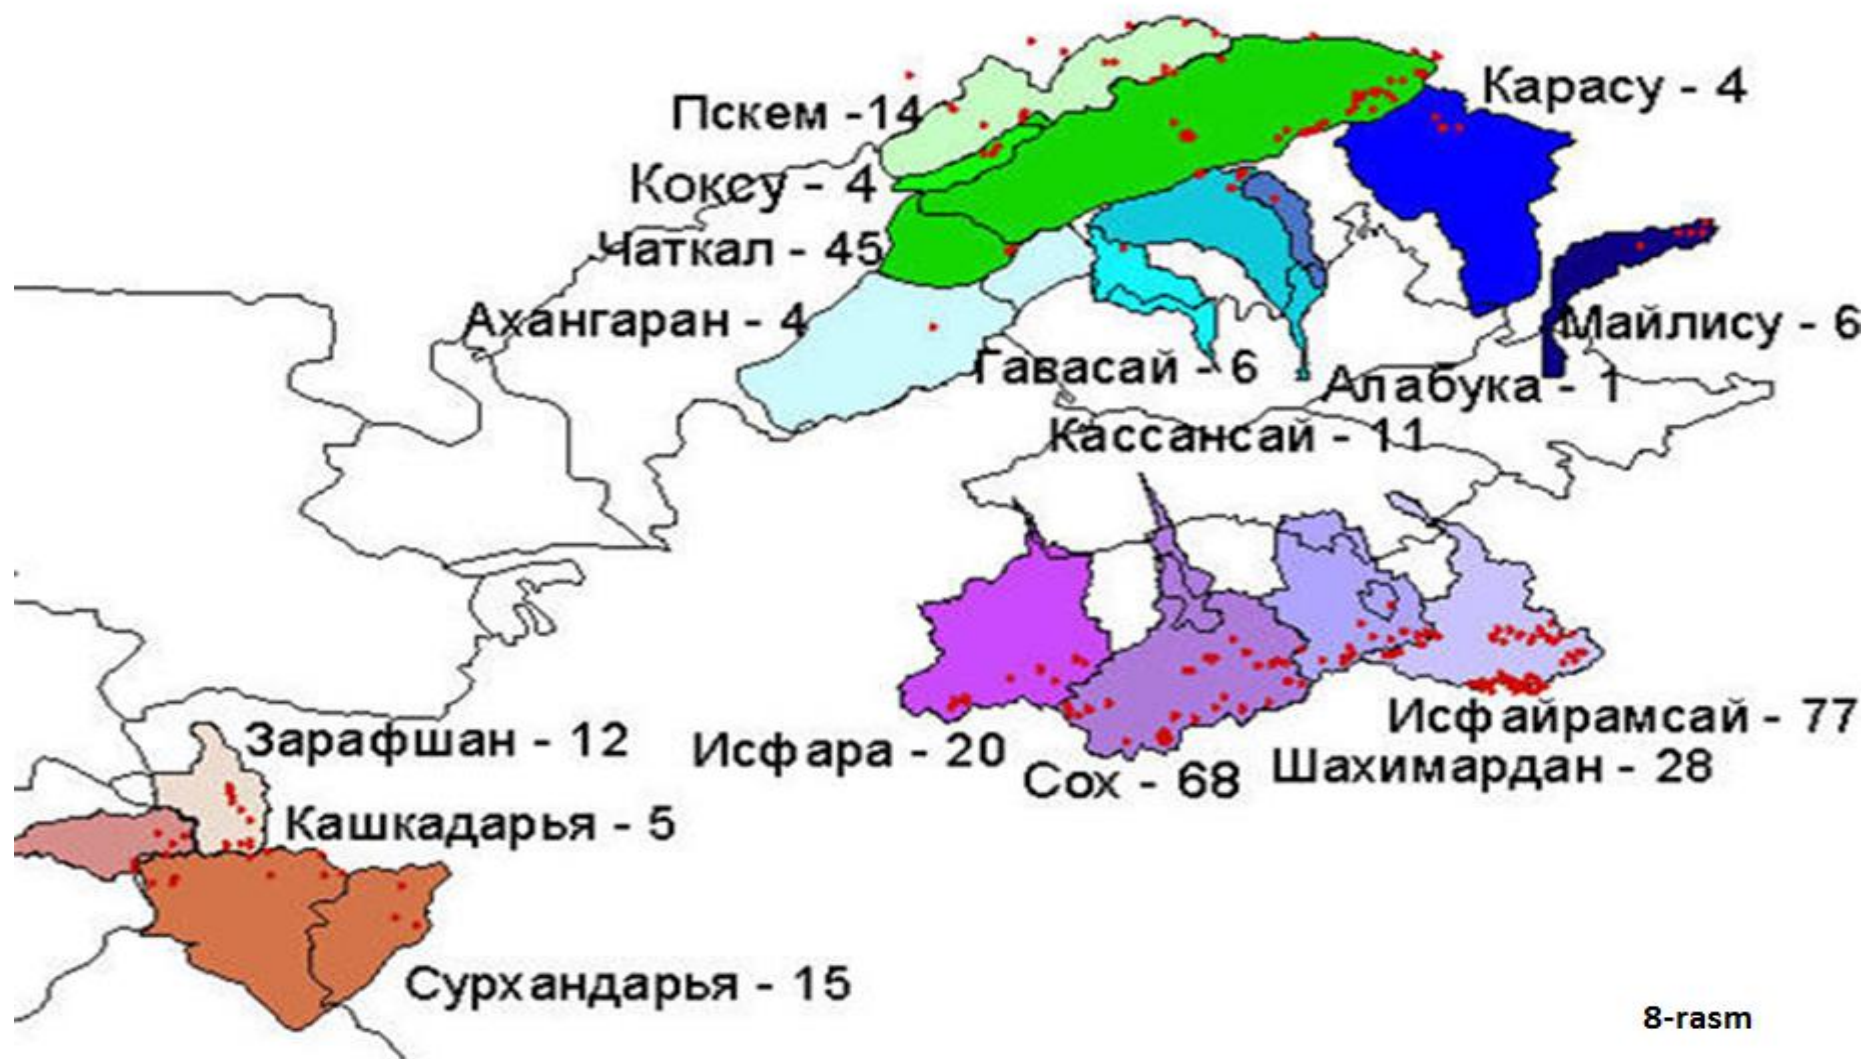 Карасу - 4
Пскем -14
Коксу - 4
Чаткал - 45
Ахангаран - 4
Майлису - 6
Гавасай - 6
Алабука - 1
Кассансай - 11
Исфайрамсай - 77
Зарафшан - 12
Исфара - 20
Сох - 68
Шахимардан - 28
Кашкадарья - 5
Сурхандарья - 15
8-rasm